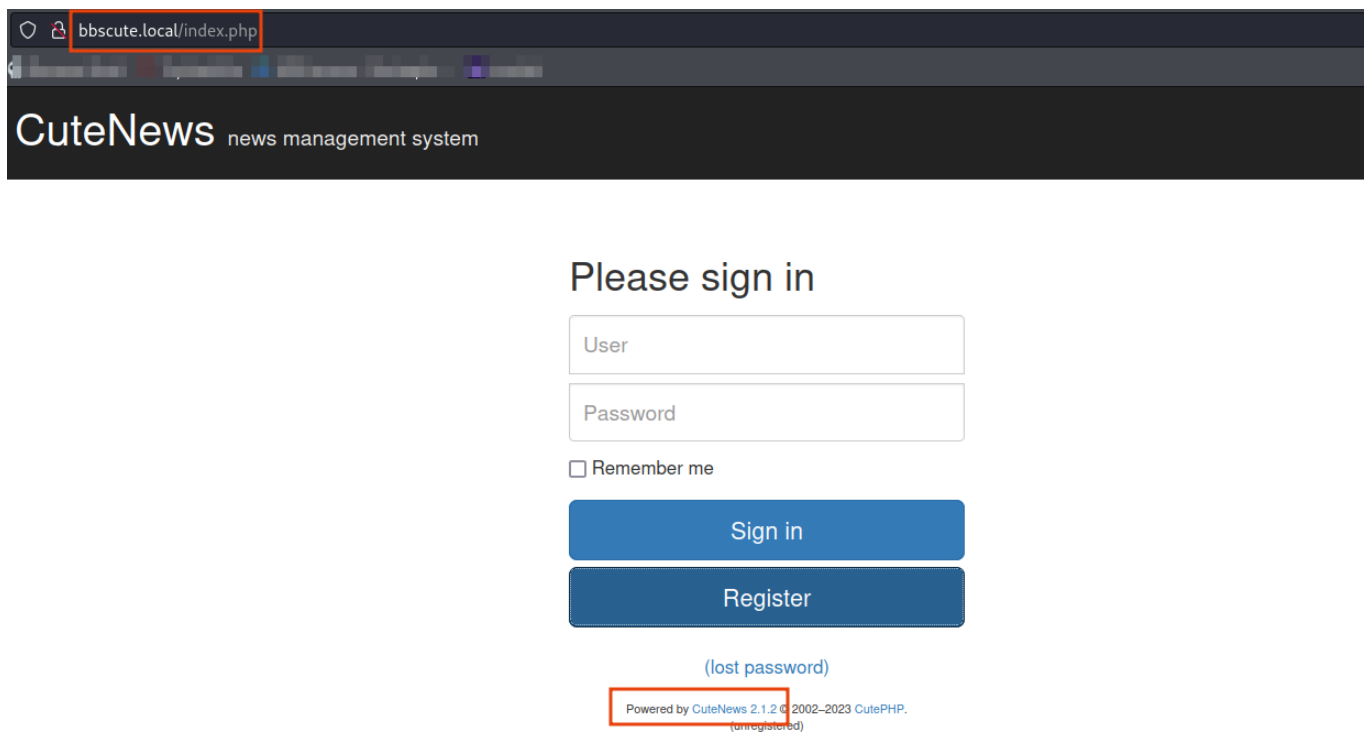 bbscute.local/index.php
CuteNews news management system
Please sign in
User
Password
Remember me
Sign in
Register
(lost password)
Powered by CuteNews 2.1.2 © 2002–2023 CutePHP.
(unregistered)